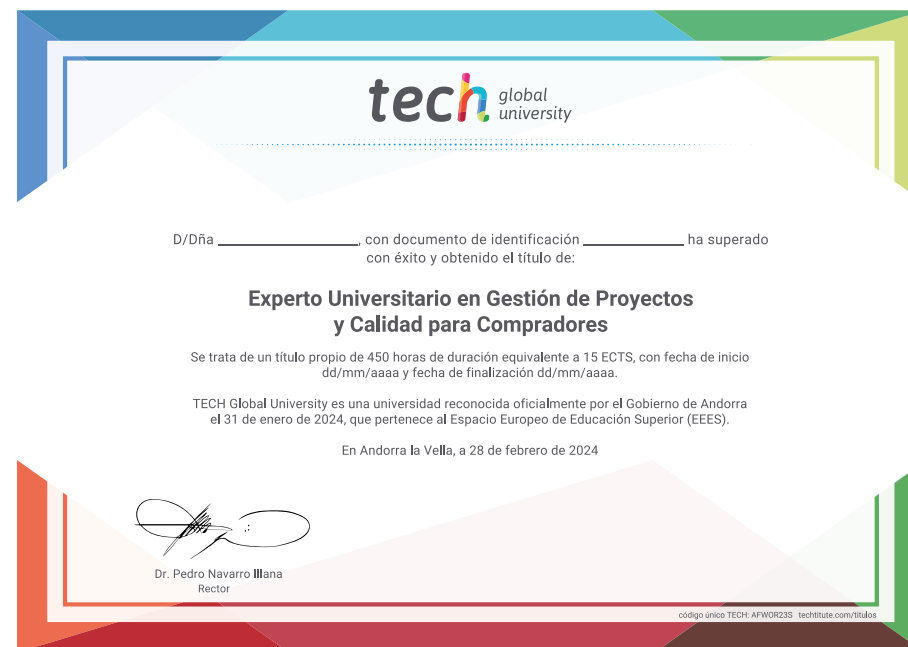 tech global university
D/Dña ____________________, con documento de identificación ______________ ha superado
con éxito y obtenido el título de:
Experto Universitario en Gestión de Proyectos
y Calidad para Compradores
Se trata de un título propio de 450 horas de duración equivalente a 15 ECTS, con fecha de inicio
dd/mm/aaaa y fecha de finalización dd/mm/aaaa.
TECH Global University es una universidad reconocida oficialmente por el Gobierno de Andorra
el 31 de enero de 2024, que pertenece al Espacio Europeo de Educación Superior (EEES).
En Andorra la Vella, a 28 de febrero de 2024
Dr. Pedro Navarro Illana
Rector
código único TECH: AFWOR23S techtitute.com/titulos